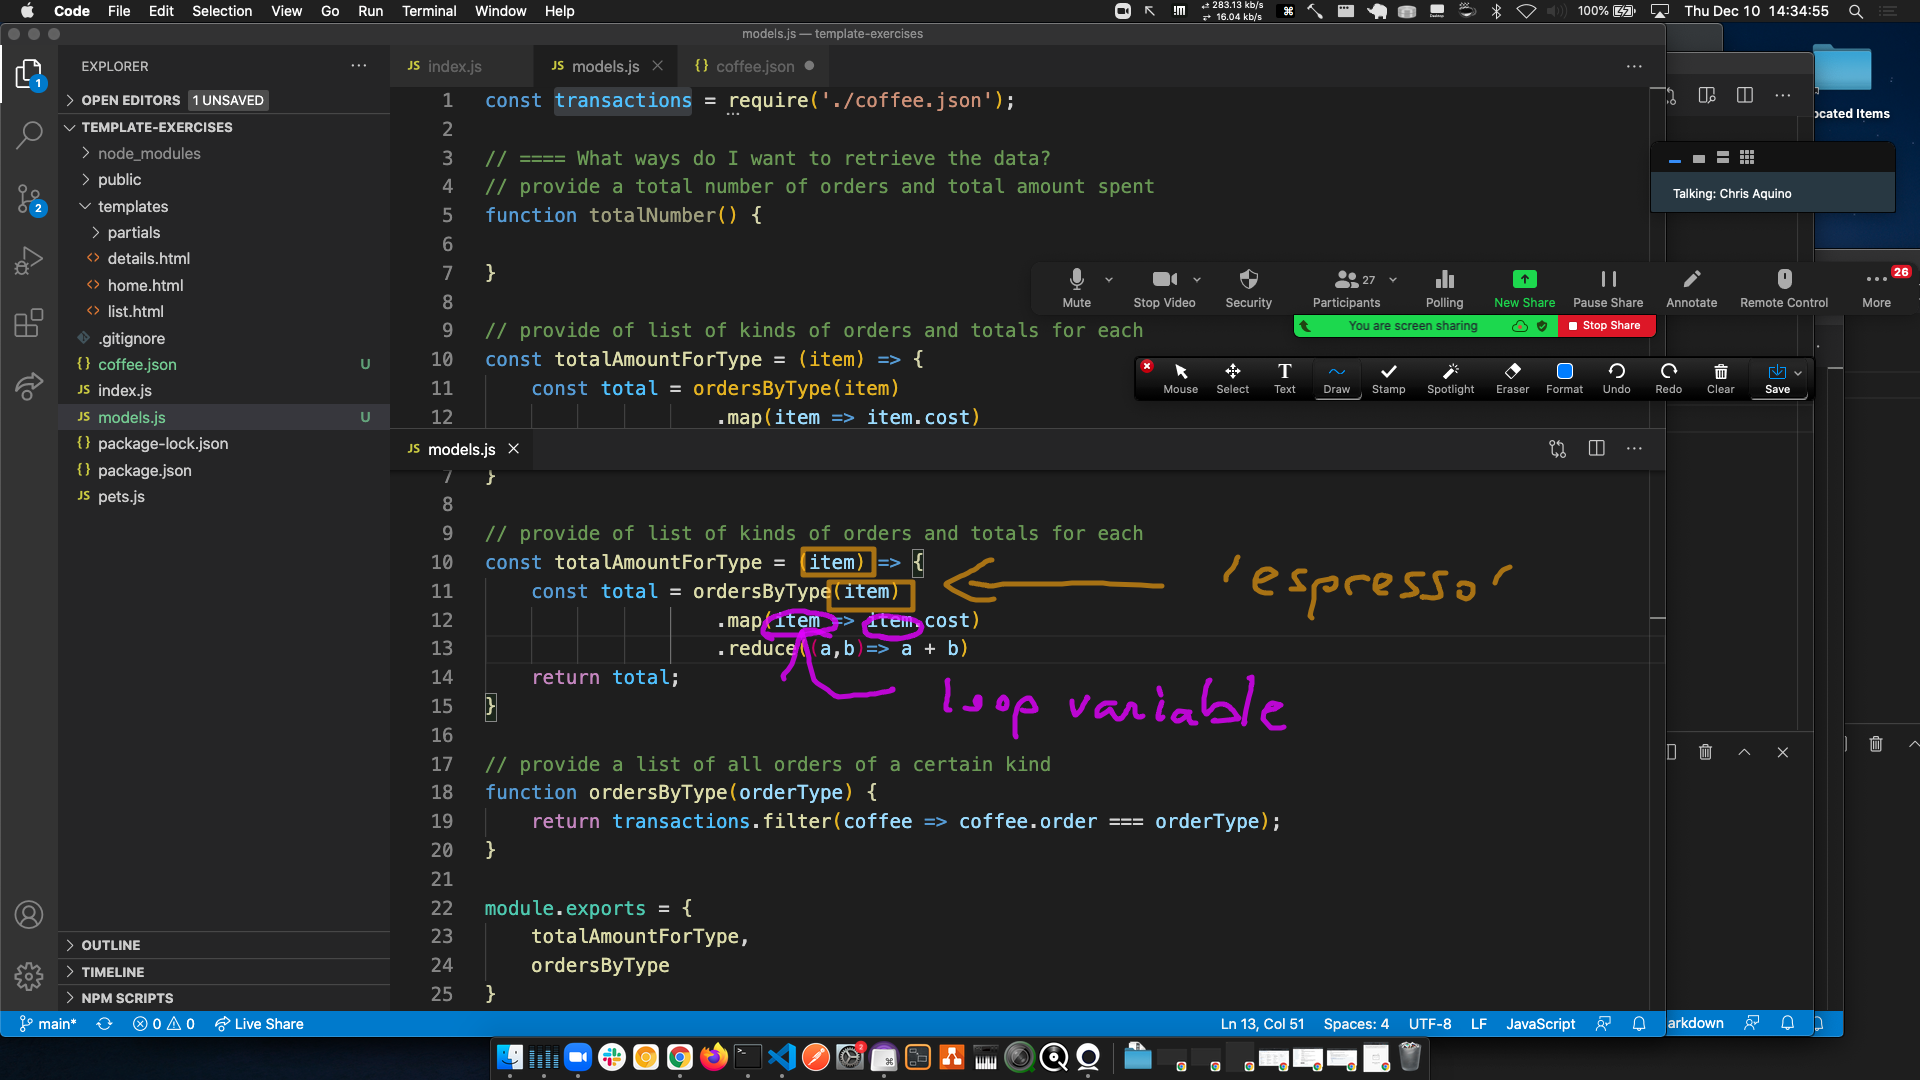 Code File Edit Selection View Go Run Terminal Window Help
283.13 kb/s
16.04 kb/s
100% Thu Dec 10 14:34:55
models.js — template-exercises
EXPLORER
OPEN EDITORS 1 UNSAVED
TEMPLATE-EXERCISES
node_modules
public
templates
partials
details.html
home.html
list.html
.gitignore
coffee.json U
index.js
models.js U
package-lock.json
package.json
pets.js
OUTLINE
TIMELINE
NPM SCRIPTS
1
2
JS index.js JS models.js {} coffee.json
1 const transactions = require('./coffee.json');
2
3 // ==== What ways do I want to retrieve the data?
4 // provide a total number of orders and total amount spent
5 function totalNumber() {
6
7 }
8
9 // provide of list of kinds of orders and totals for each
10 const totalAmountForType = (item) => {
11 const total = ordersByType(item)
12 .map(item => item.cost)
JS models.js
7 }
8
9 // provide of list of kinds of orders and totals for each
10 const totalAmountForType = (item) => {
11 const total = ordersByType(item)
12 .map(item => item.cost)
13 .reduce((a,b)=> a + b)
14 return total;
15 }
16
17 // provide a list of all orders of a certain kind
18 function ordersByType(orderType) {
19 return transactions.filter(coffee => coffee.order === orderType);
20 }
21
22 module.exports = {
23 totalAmountForType,
24 ordersByType
25 }
'espresso'
loop variable
ocated Items
Talking: Chris Aquino
Mute Stop Video Security Participants 27 Polling New Share Pause Share Annotate Remote Control More 26
You are screen sharing Stop Share
Mouse Select Text Draw Stamp Spotlight Eraser Format Undo Redo Clear Save
main* 0 0 Live Share
Ln 13, Col 51 Spaces: 4 UTF-8 LF JavaScript
arkdown
2